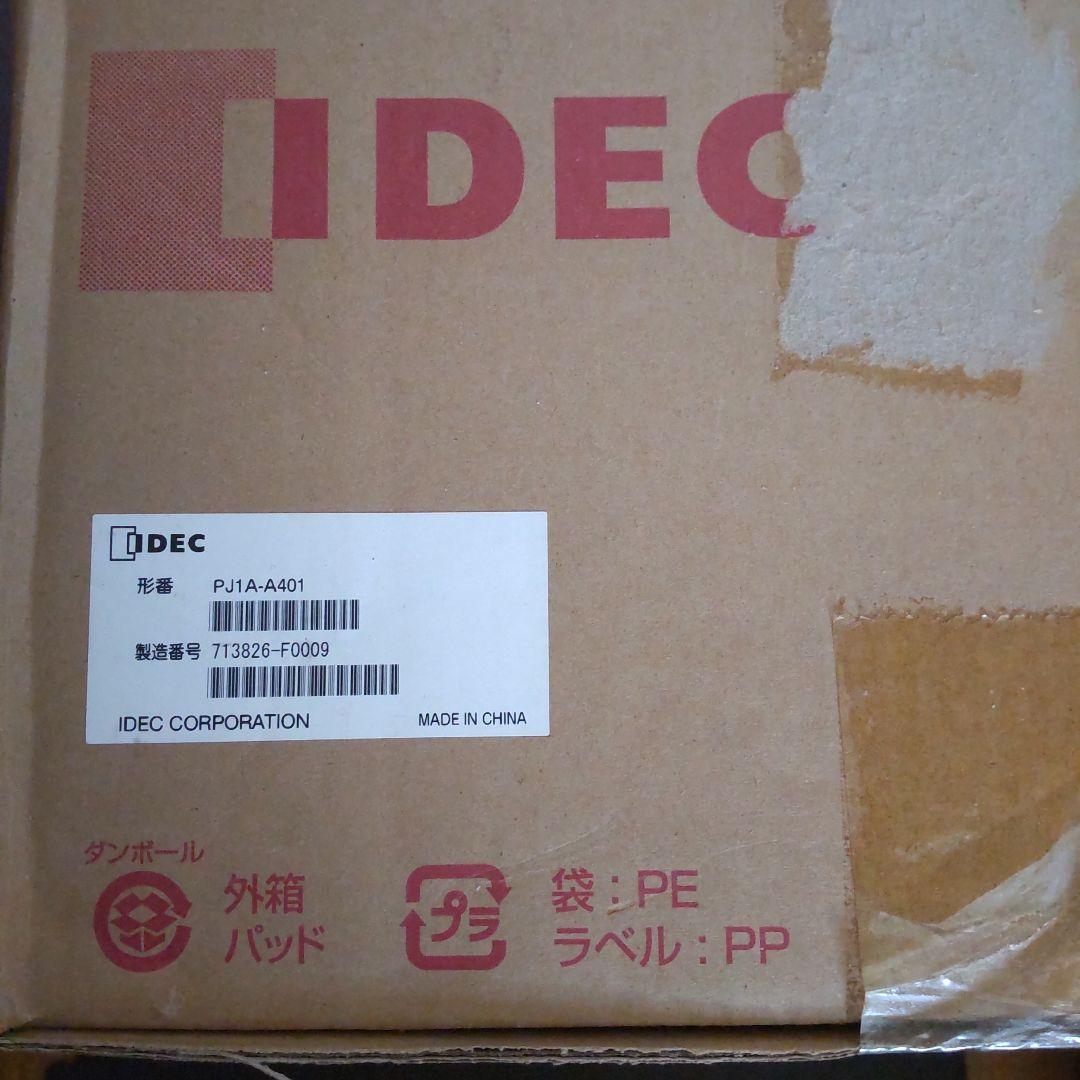 IDEC
IDEC
形番 PJ1A-A401
製造番号 713826-F0009
IDEC CORPORATION MADE IN CHINA
ダンボール
外箱
パッド
プラ
袋：PE
ラベル：PP